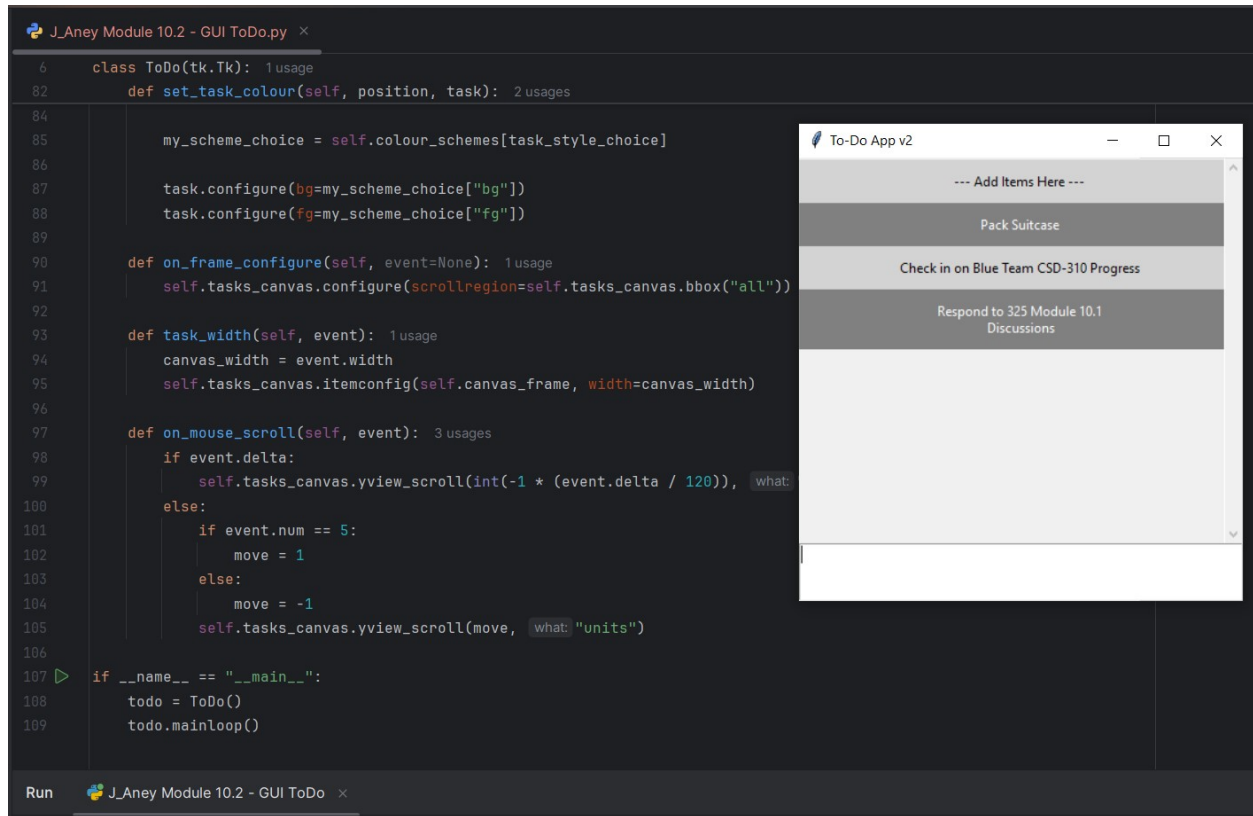 J_Aney Module 10.2 - GUI ToDo.py ×
6 class ToDo(tk.Tk): 1 usage
82 def set_task_colour(self, position, task): 2 usages
84
85 my_scheme_choice = self.colour_schemes[task_style_choice]
86
87 task.configure(bg=my_scheme_choice["bg"])
88 task.configure(fg=my_scheme_choice["fg"])
89
90 def on_frame_configure(self, event=None): 1 usage
91 self.tasks_canvas.configure(scrollregion=self.tasks_canvas.bbox("all"))
92
93 def task_width(self, event): 1 usage
94 canvas_width = event.width
95 self.tasks_canvas.itemconfig(self.canvas_frame, width=canvas_width)
96
97 def on_mouse_scroll(self, event): 3 usages
98 if event.delta:
99 self.tasks_canvas.yview_scroll(int(-1 * (event.delta / 120)), what:
100 else:
101 if event.num == 5:
102 move = 1
103 else:
104 move = -1
105 self.tasks_canvas.yview_scroll(move, what: "units")
106
107 if __name__ == "__main__":
108 todo = ToDo()
109 todo.mainloop()
To-Do App v2
--- Add Items Here ---
Pack Suitcase
Check in on Blue Team CSD-310 Progress
Respond to 325 Module 10.1
Discussions
Run J_Aney Module 10.2 - GUI ToDo ×